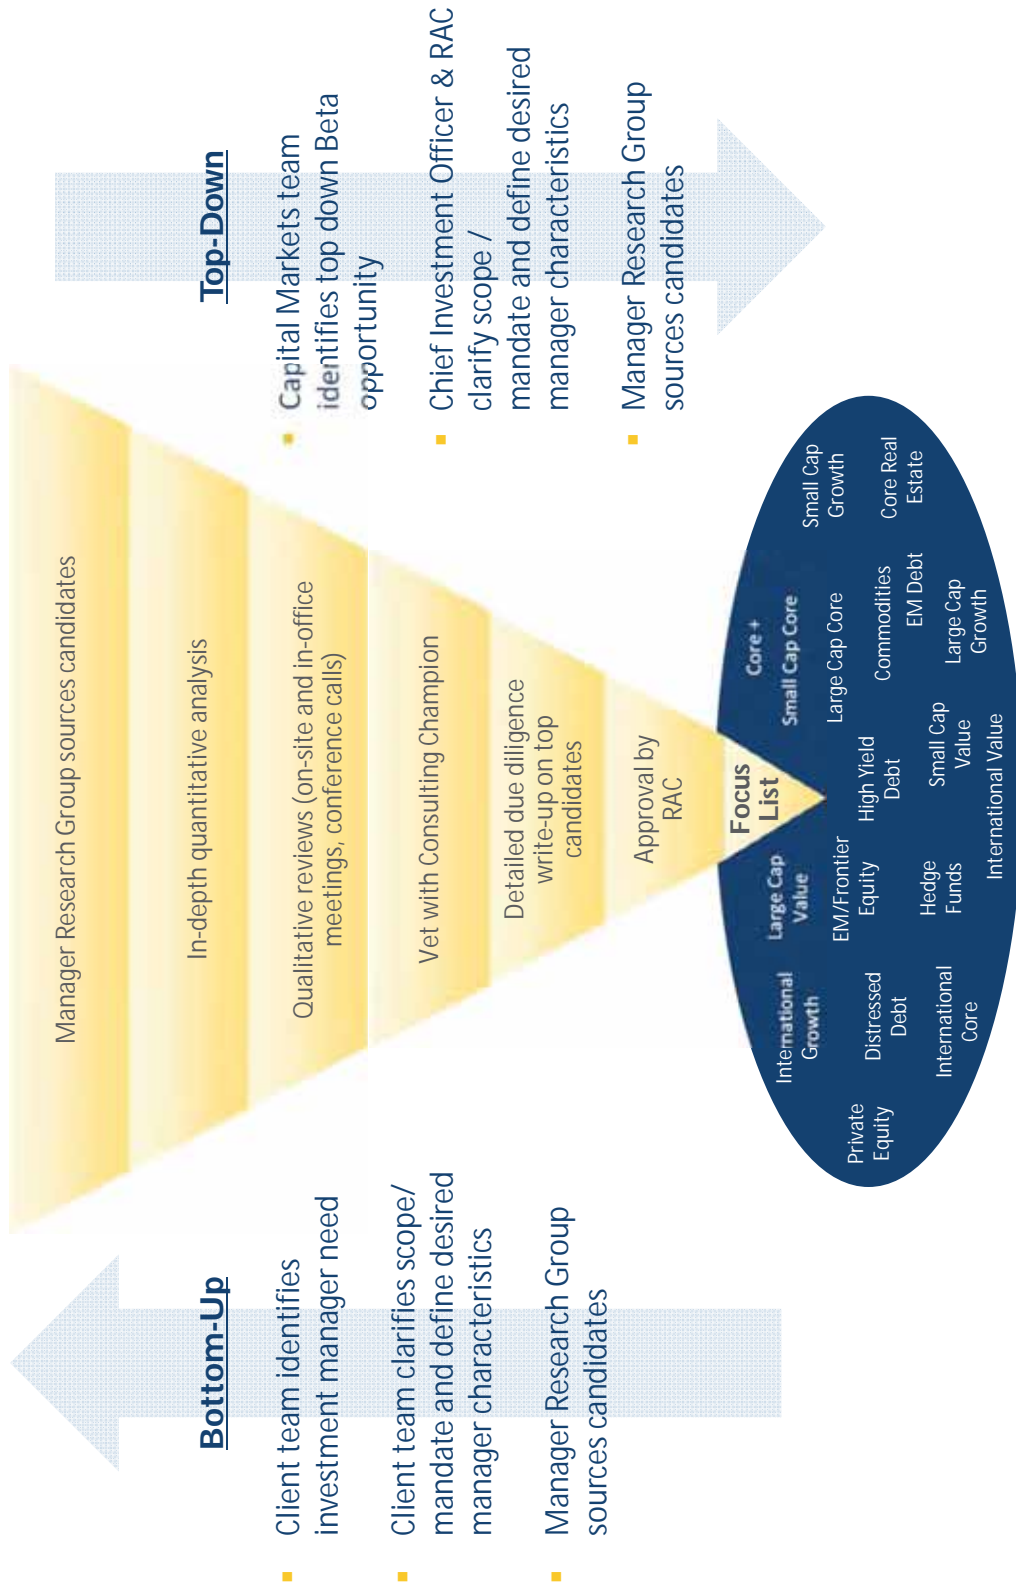 Bottom-Up
Client team identifies
investment manager need
Client team clarifies scope/
mandate and define desired
manager characteristics
Manager Research Group
sources candidates
Manager Research Group sources candidates
In-depth quantitative analysis
Qualitative reviews (on-site and in-office
meetings, conference calls)
Vet with Consulting Champion
Detailed due diligence
write-up on top
candidates
Approval by
RAC
Focus
List
Top-Down
Capital Markets team
identifies top down Beta
opportunity
Chief Investment Officer & RAC
clarify scope /
mandate and define desired
manager characteristics
Manager Research Group
sources candidates
Private
Equity
International
Growth
Distressed
Debt
International
Core
Large Cap
Value
EM/Frontier
Equity
Hedge
Funds
High Yield
Debt
Small Cap
Value
International Value
Core +
Small Cap Core
Large Cap Core
Commodities
EM Debt
Large Cap
Growth
Small Cap
Growth
Core Real
Estate